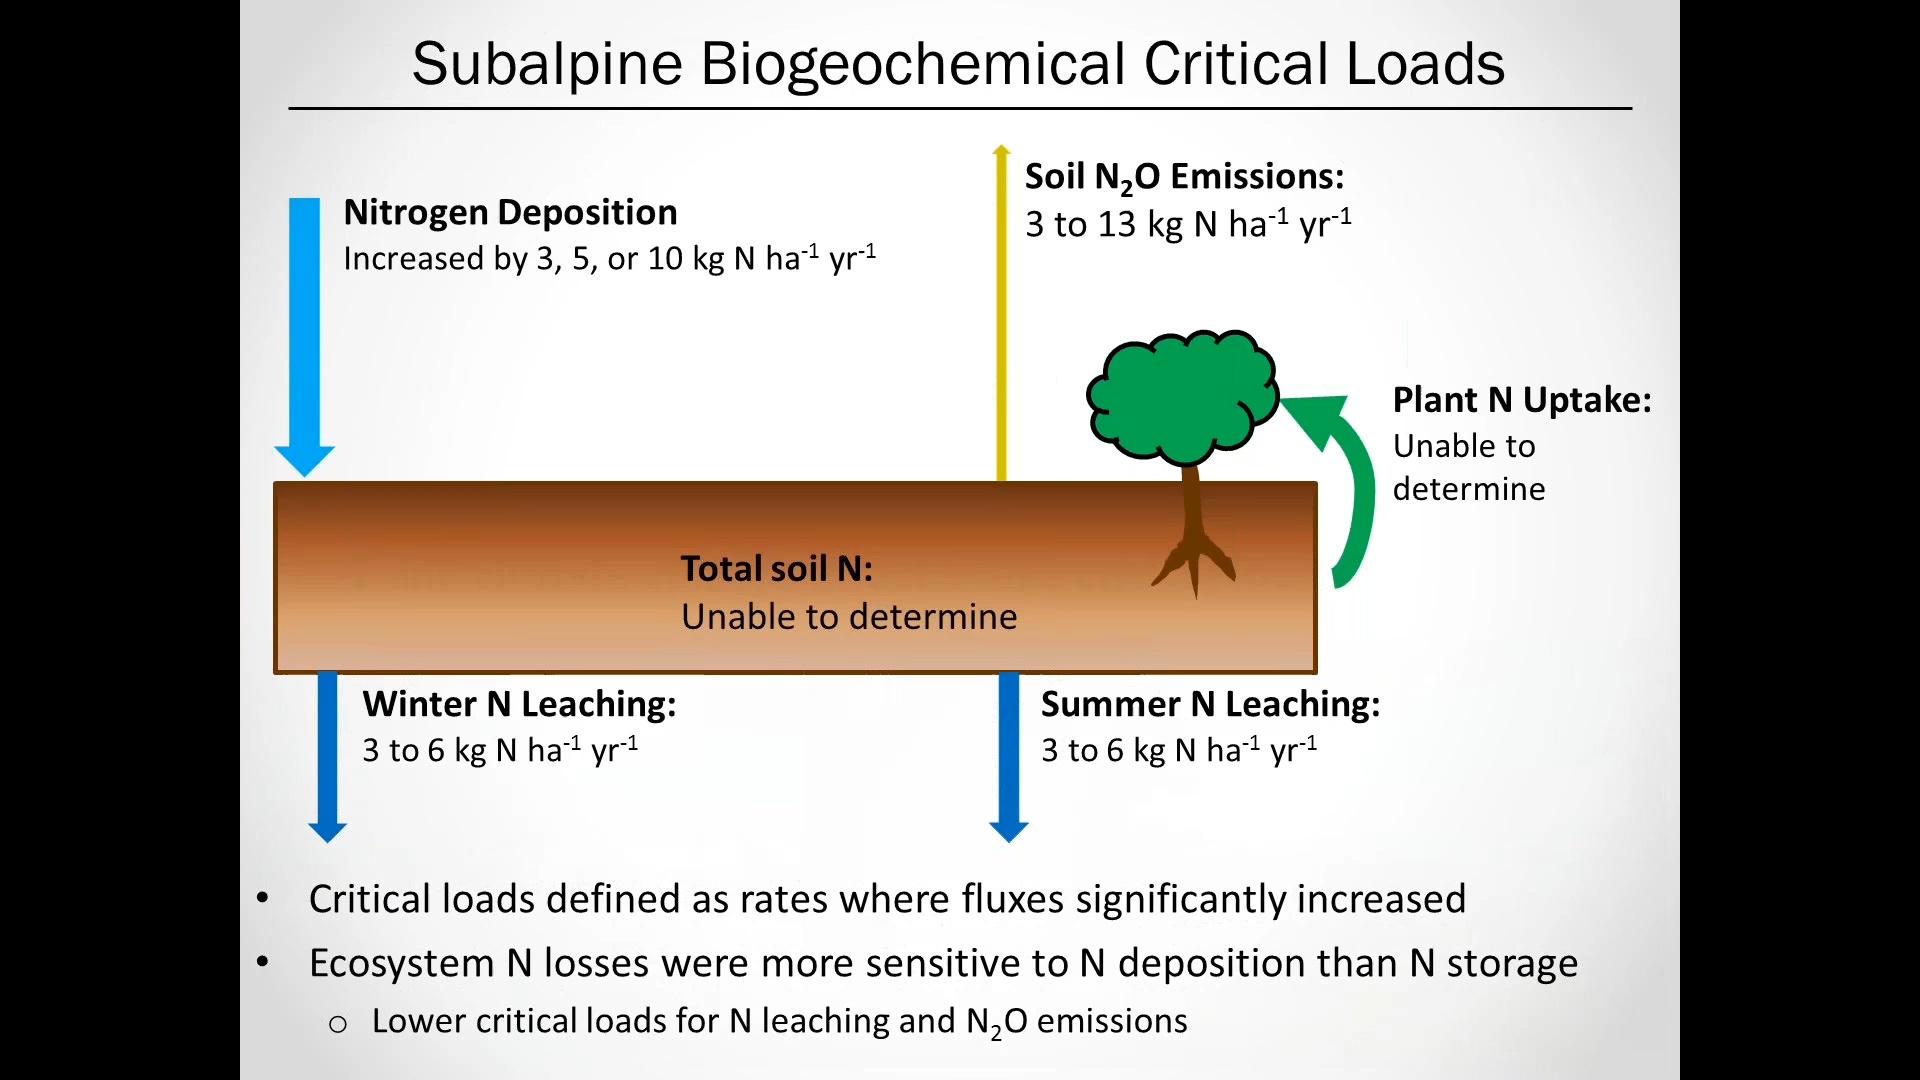 Subalpine Biogeochemical Critical Loads
Nitrogen Deposition
Increased by 3, 5, or 10 kg N ha⁻¹ yr⁻¹
Soil N₂O Emissions:
3 to 13 kg N ha⁻¹ yr⁻¹
Plant N Uptake:
Unable to
determine
Total soil N:
Unable to determine
Winter N Leaching:
3 to 6 kg N ha⁻¹ yr⁻¹
Summer N Leaching:
3 to 6 kg N ha⁻¹ yr⁻¹
• Critical loads defined as rates where fluxes significantly increased
• Ecosystem N losses were more sensitive to N deposition than N storage
○ Lower critical loads for N leaching and N₂O emissions